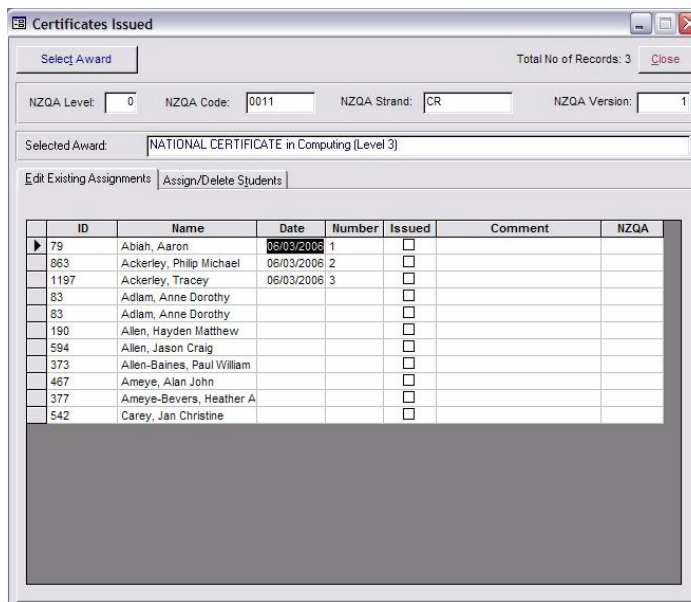 Certificates Issued
Select Award Total No of Records: 3 Close
NZQA Level: 0 NZQA Code: 0011 NZQA Strand: CR NZQA Version: 1
Selected Award: NATIONAL CERTIFICATE in Computing (Level 3)
Edit Existing Assignments Assign/Delete Students
ID Name Date Number Issued Comment NZQA
79 Abiah, Aaron 06/03/2006 1
863 Ackerley, Philip Michael 06/03/2006 2
1197 Ackerley, Tracey 06/03/2006 3
83 Adlam, Anne Dorothy
83 Adlam, Anne Dorothy
190 Allen, Hayden Matthew
594 Allen, Jason Craig
373 Allen-Baines, Paul William
467 Ameye, Alan John
377 Ameye-Bevers, Heather A
542 Carey, Jan Christine